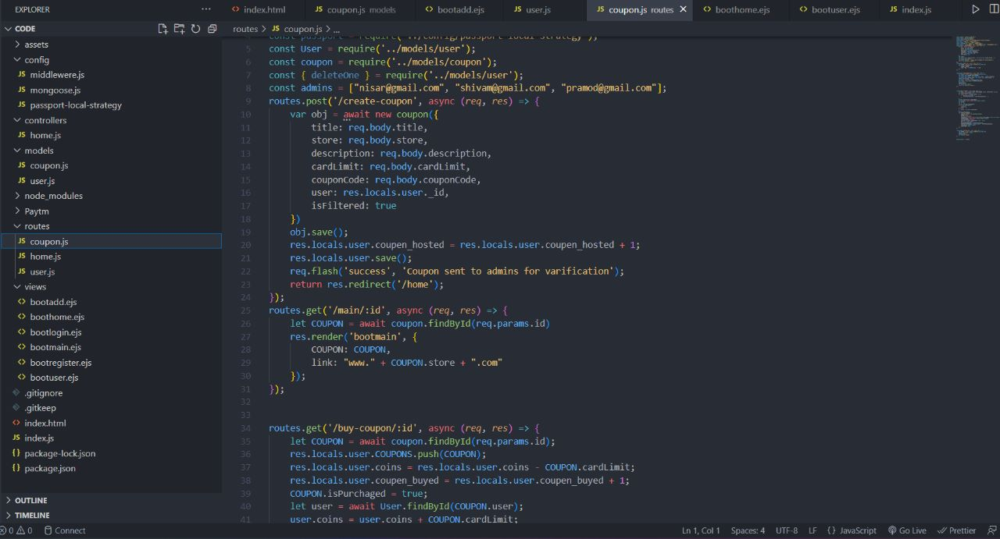 EXPLORER
CODE
assets
config
JS middlewere.js
JS mongoose.js
JS passport-local-strategy
controllers
JS home.js
models
JS coupon.js
JS user.js
node_modules
Paytm
routes
JS coupon.js
JS home.js
JS user.js
views
<> bootadd.ejs
<> boothome.ejs
<> bootlogin.ejs
<> bootmain.ejs
<> bootregister.ejs
<> bootuser.ejs
.gitignore
.gitkeep
<> index.html
JS index.js
{} package-lock.json
{} package.json
OUTLINE
TIMELINE
<> index.html JS coupon.js models <> bootadd.ejs JS user.js JS coupon.js routes <> boothome.ejs <> bootuser.ejs JS index.js
routes > JS coupon.js > ...
const passport = require('../config/passport-local-strategy');
5 const User = require('../models/user');
6 const coupon = require('../models/coupon');
7 const { deleteOne } = require('../models/user');
8 const admins = ["nisar@gmail.com", "shivam@gmail.com", "pramod@gmail.com"];
9 routes.post('/create-coupon', async (req, res) => {
10 var obj = await new coupon({
11 title: req.body.title,
12 store: req.body.store,
13 description: req.body.description,
14 cardLimit: req.body.cardLimit,
15 couponCode: req.body.couponCode,
16 user: res.locals.user._id,
17 isFiltered: true
18 })
19 obj.save();
20 res.locals.user.coupen_hosted = res.locals.user.coupen_hosted + 1;
21 res.locals.user.save();
22 req.flash('success', 'Coupon sent to admins for varification');
23 return res.redirect('/home');
24 });
25 routes.get('/main/:id', async (req, res) => {
26 let COUPON = await coupon.findById(req.params.id)
27 res.render('bootmain', {
28 COUPON: COUPON,
29 link: "www." + COUPON.store + ".com"
30 });
31 });
32
33
34 routes.get('/buy-coupon/:id', async (req, res) => {
35 let COUPON = await coupon.findById(req.params.id);
36 res.locals.user.COUPONS.push(COUPON);
37 res.locals.user.coins = res.locals.user.coins - COUPON.cardLimit;
38 res.locals.user.coupen_buyed = res.locals.user.coupen_buyed + 1;
39 COUPON.isPurchaged = true;
40 let user = await User.findById(COUPON.user);
41 user.coins = user.coins + COUPON.cardLimit;
0 0 Connect Ln 1, Col 1 Spaces: 4 UTF-8 LF {} JavaScript Go Live Prettier